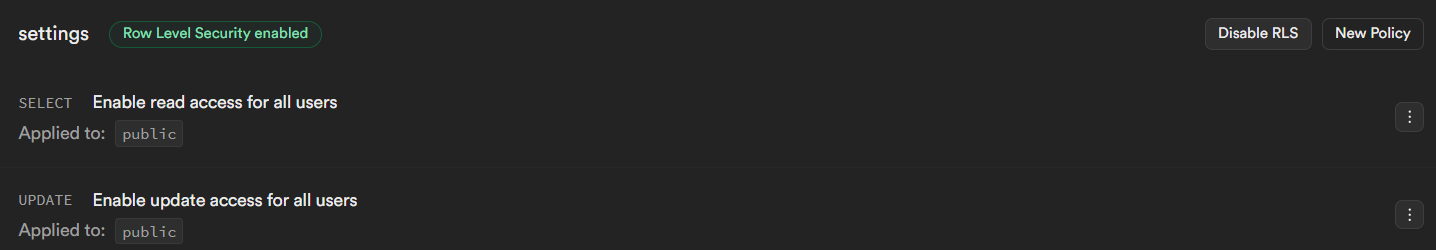 settings Row Level Security enabled Disable RLS New Policy
SELECT Enable read access for all users
Applied to: public
UPDATE Enable update access for all users
Applied to: public